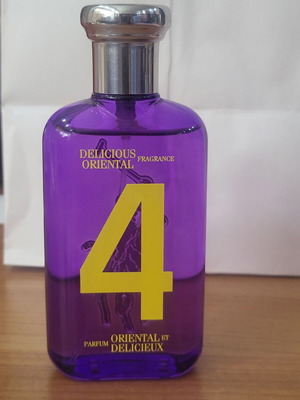 DELICIOUS
ORIENTAL FRAGRANCE
4
PARFUM ORIENTAL ET
DELICIEUX